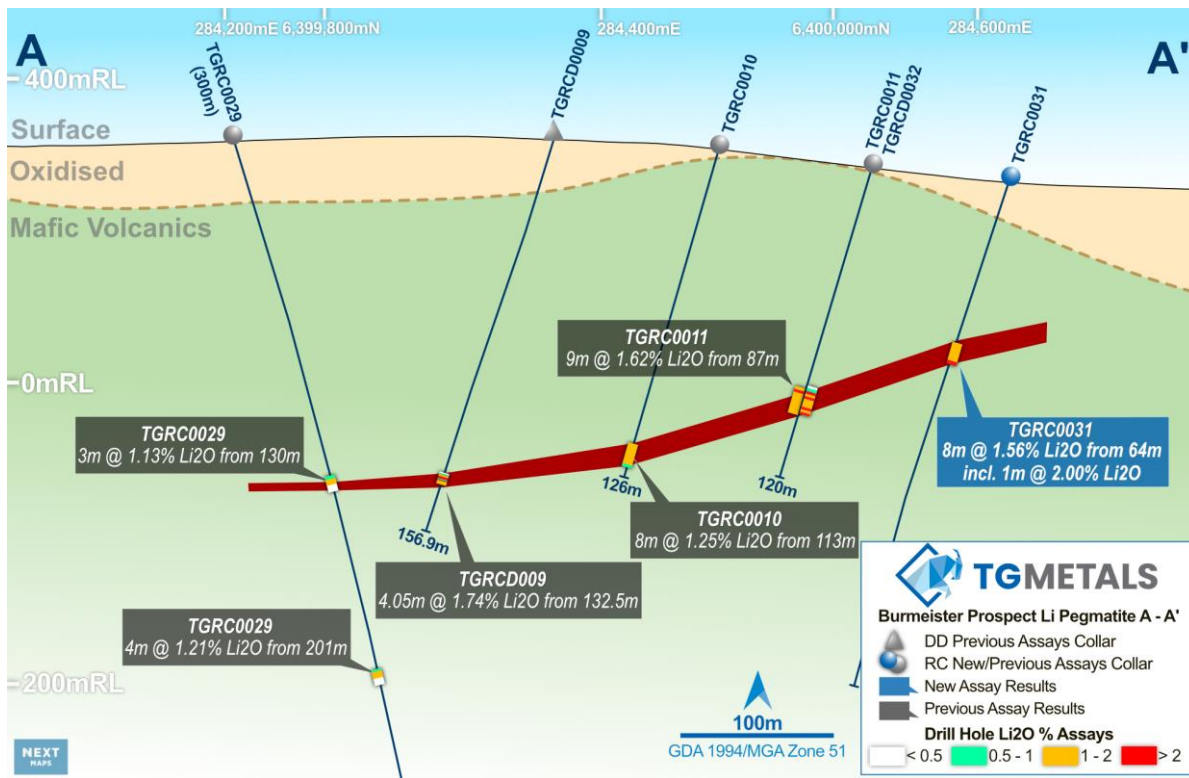 284,200mE 6,399,800mN 284,400mE 6,400,000mN 284,600mE
A
A'
400mRL
TGRC0029
(300m)
TGRCD0009
TGRC0010
TGRC0011
TGRCD0032
TGRC0031
Surface
Oxidised
Mafic Volcanics
TGRC0011
9m @ 1.62% Li2O from 87m
0mRL
TGRC0029
3m @ 1.13% Li2O from 130m
TGRC0031
8m @ 1.56% Li2O from 64m
incl. 1m @ 2.00% Li2O
126m
120m
156.9m
TGRC0010
8m @ 1.25% Li2O from 113m
TGRCD009
4.05m @ 1.74% Li2O from 132.5m
TGRC0029
4m @ 1.21% Li2O from 201m
-200mRL
100m
GDA 1994/MGA Zone 51
TGMETALS
Burmeister Prospect Li Pegmatite A - A'
DD Previous Assays Collar
RC New/Previous Assays Collar
New Assay Results
Previous Assay Results
Drill Hole Li2O % Assays
< 0.5 0.5 - 1 1 - 2 > 2
NEXT
MAPS